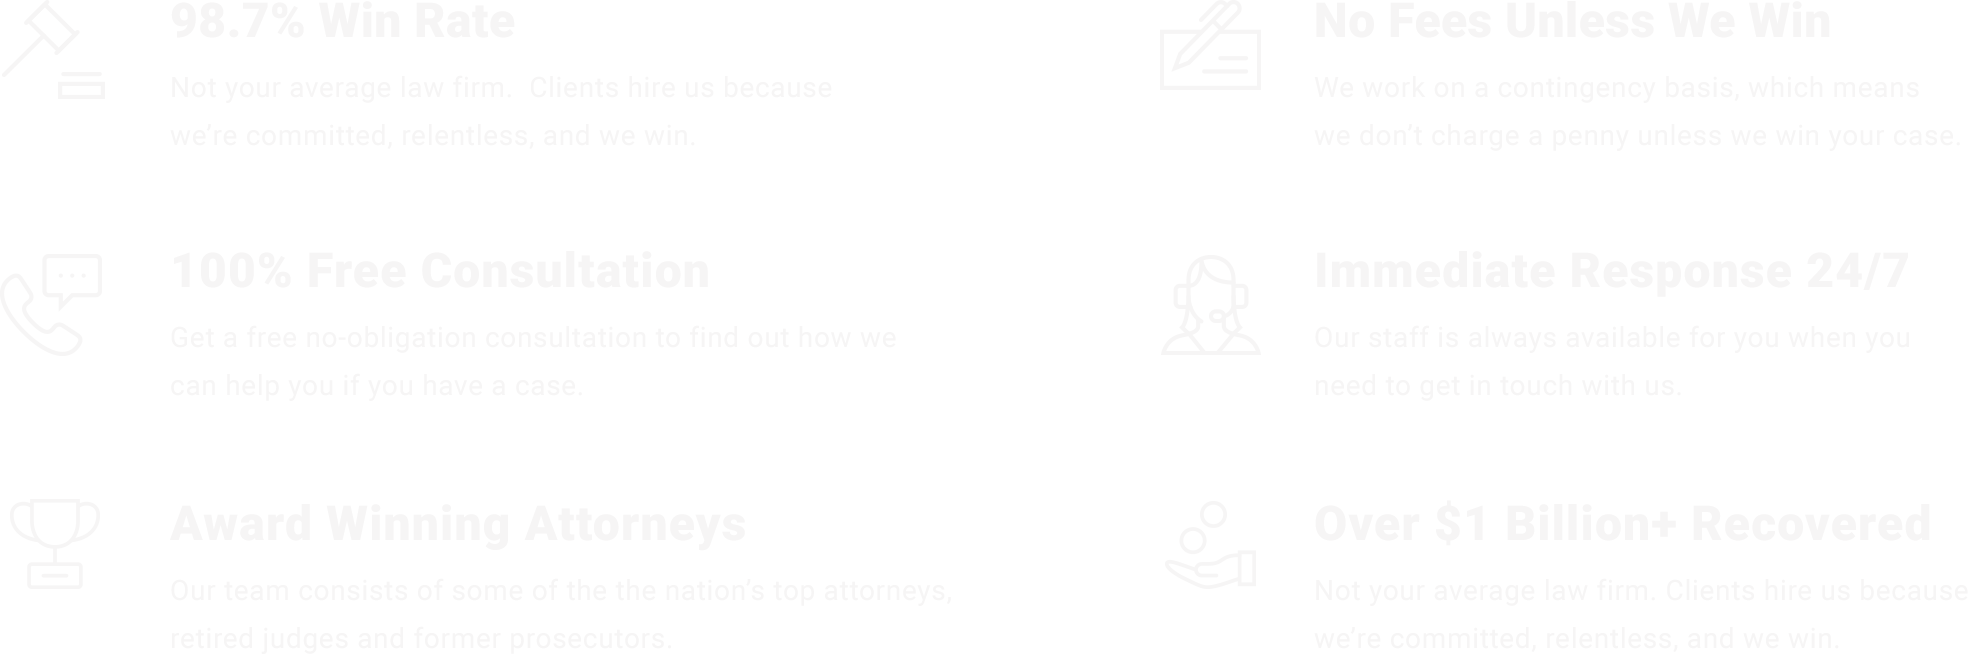 98.7% Win Rate
Not your average law firm.  Clients hire us because
we’re committed, relentless, and we win.
No Fees Unless We Win
We work on a contingency basis, which means
we don’t charge a penny unless we win your case.
100% Free Consultation
Get a free no-obligation consultation to find out how we
can help you if you have a case.
Immediate Response 24/7
Our staff is always available for you when you
need to get in touch with us.
Award Winning Attorneys
Our team consists of some of the the nation’s top attorneys,
retired judges and former prosecutors.
Over $1 Billion+ Recovered
Not your average law firm. Clients hire us because
we’re committed, relentless, and we win.